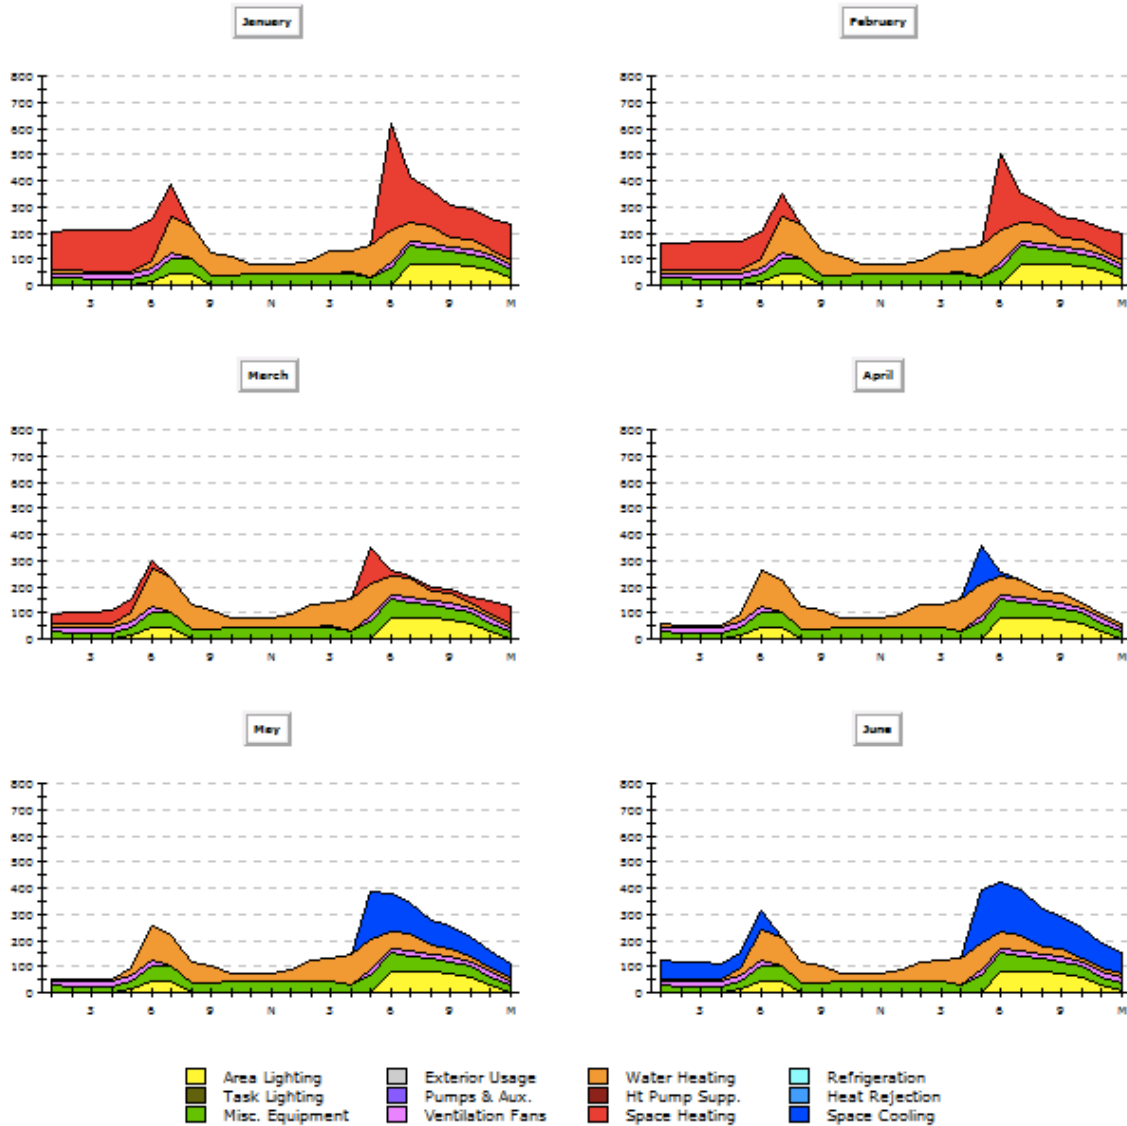 January
800
700
600
500
400
300
200
100
0
3 6 9 N 3 6 9 M
February
800
700
600
500
400
300
200
100
0
3 6 9 N 3 6 9 M
March
800
700
600
500
400
300
200
100
0
3 6 9 N 3 6 9 M
April
800
700
600
500
400
300
200
100
0
3 6 9 N 3 6 9 M
May
800
700
600
500
400
300
200
100
0
3 6 9 N 3 6 9 M
June
800
700
600
500
400
300
200
100
0
3 6 9 N 3 6 9 M
Area Lighting
Task Lighting
Misc. Equipment
Exterior Usage
Pumps & Aux.
Ventilation Fans
Water Heating
Ht Pump Supp.
Space Heating
Refrigeration
Heat Rejection
Space Cooling